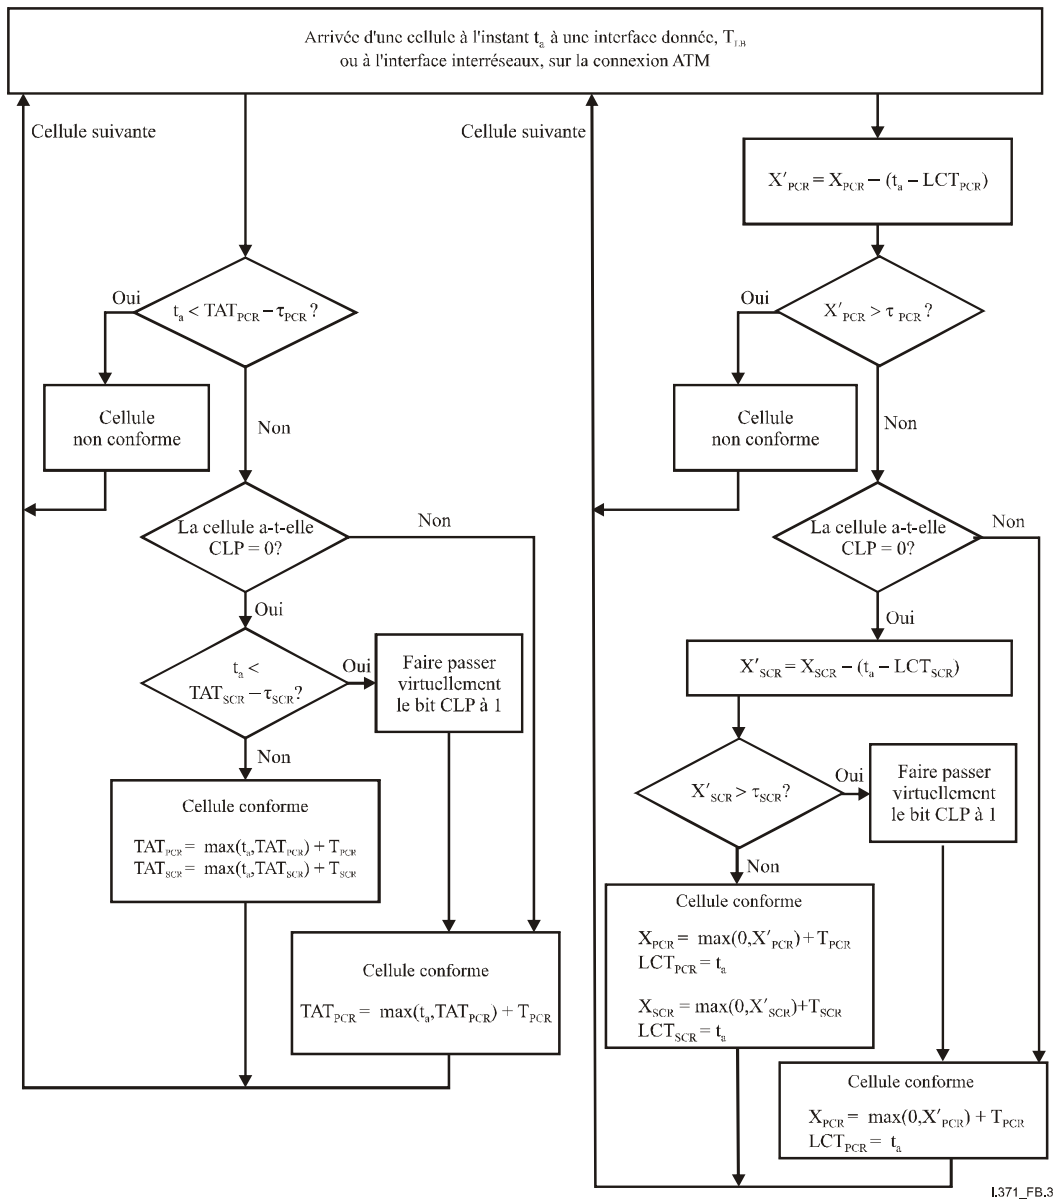 Arrivée d'une cellule à l'instant tₐ à une interface donnée, T_LB
ou à l'interface interréseaux, sur la connexion ATM
Cellule suivante
tₐ < TAT_PCR – τ_PCR ?
Oui
Cellule
non conforme
Non
La cellule a-t-elle
CLP = 0?
Non
Oui
tₐ <
TAT_SCR – τ_SCR ?
Oui
Faire passer
virtuellement
le bit CLP à 1
Non
Cellule conforme
TAT_PCR = max(tₐ,TAT_PCR) + T_PCR
TAT_SCR = max(tₐ,TAT_SCR) + T_SCR
Cellule conforme
TAT_PCR = max(tₐ,TAT_PCR) + T_PCR
Cellule suivante
X′_PCR = X_PCR – (tₐ – LCT_PCR)
X′_PCR > τ_PCR ?
Oui
Cellule
non conforme
Non
La cellule a-t-elle
CLP = 0?
Non
Oui
X′_SCR = X_SCR – (tₐ – LCT_SCR)
X′_SCR > τ_SCR ?
Oui
Faire passer
virtuellement
le bit CLP à 1
Non
Cellule conforme
X_PCR = max(0,X′_PCR) + T_PCR
LCT_PCR = tₐ
X_SCR = max(0,X′_SCR)+T_SCR
LCT_SCR = tₐ
Cellule conforme
X_PCR = max(0,X′_PCR) + T_PCR
LCT_PCR = tₐ
I.371_FB.3